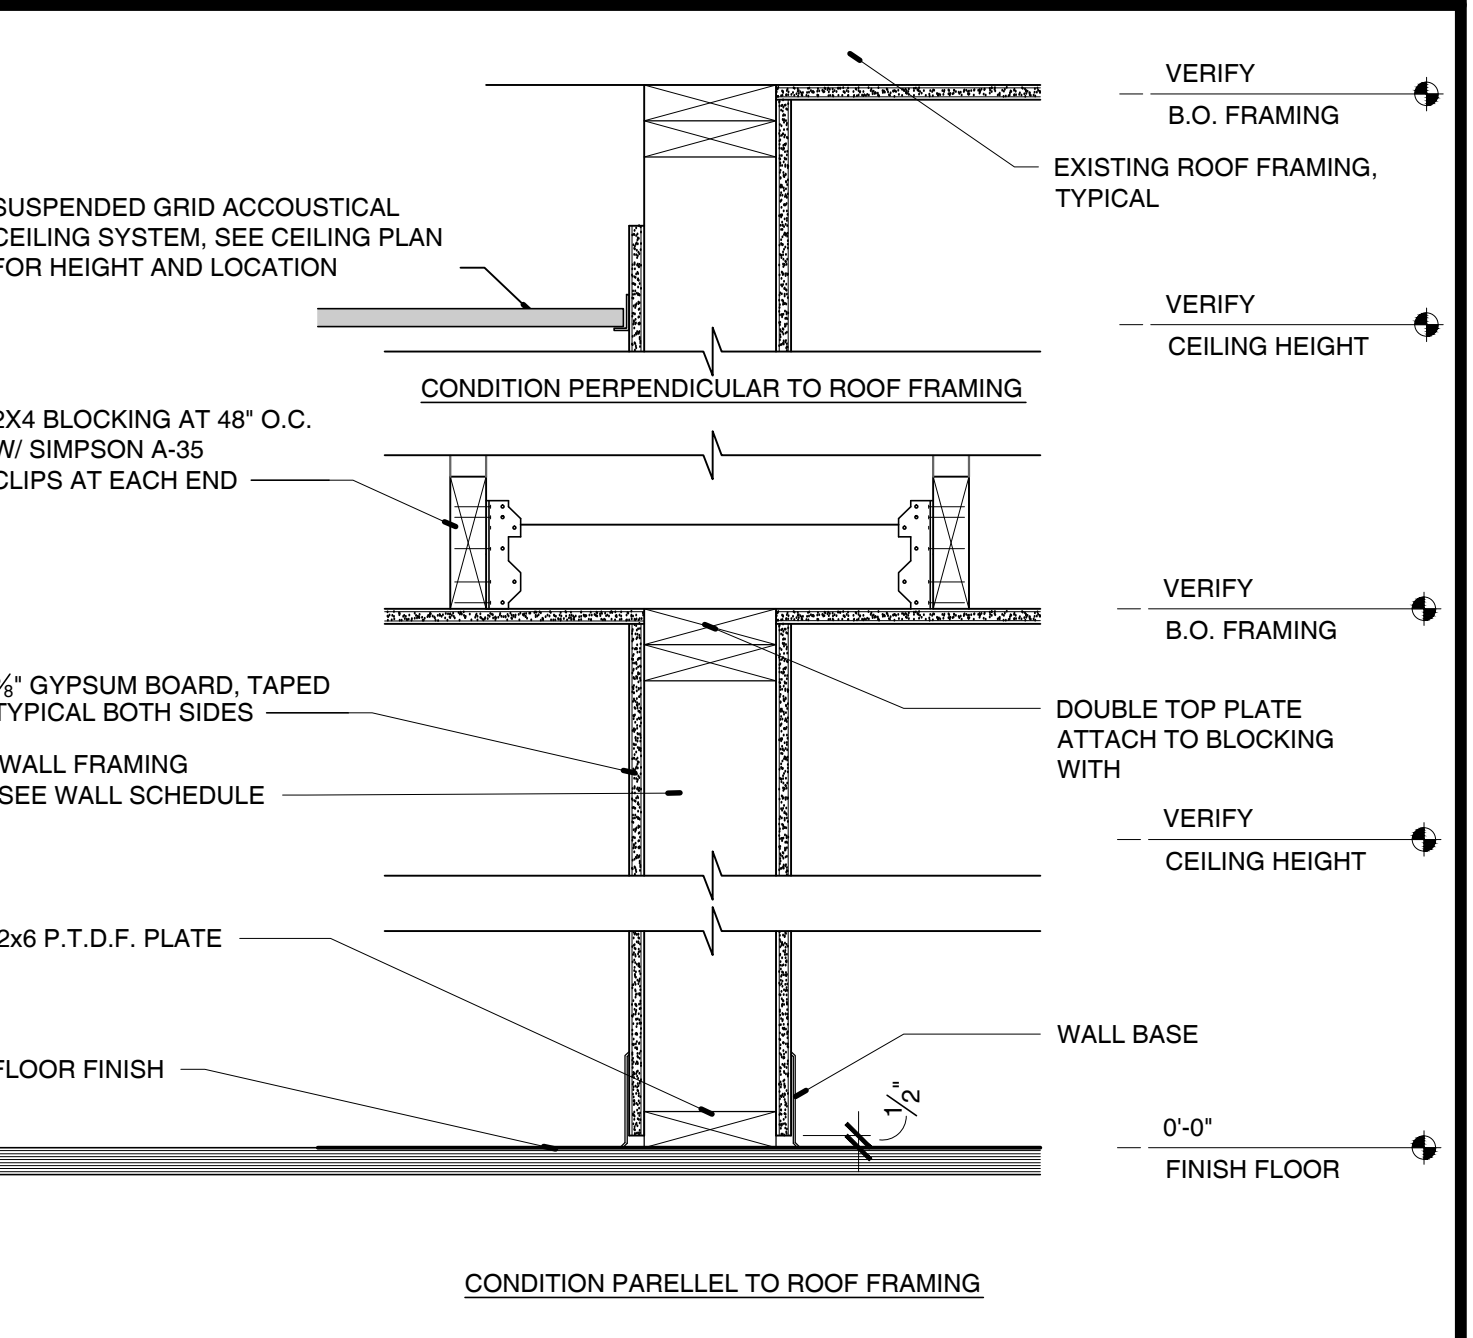 VERIFY
B.O. FRAMING
EXISTING ROOF FRAMING,
TYPICAL
SUSPENDED GRID ACCOUSTICAL
CEILING SYSTEM, SEE CEILING PLAN
FOR HEIGHT AND LOCATION
VERIFY
CEILING HEIGHT
CONDITION PERPENDICULAR TO ROOF FRAMING
2X4 BLOCKING AT 48" O.C.
W/ SIMPSON A-35
CLIPS AT EACH END
VERIFY
B.O. FRAMING
GYPSUM BOARD, TAPED
TYPICAL BOTH SIDES
DOUBLE TOP PLATE
ATTACH TO BLOCKING
WITH
WALL FRAMING
SEE WALL SCHEDULE
VERIFY
CEILING HEIGHT
2x6 P.T.D.F. PLATE
WALL BASE
FLOOR FINISH
1/2"
0'-0"
FINISH FLOOR
CONDITION PARELLEL TO ROOF FRAMING